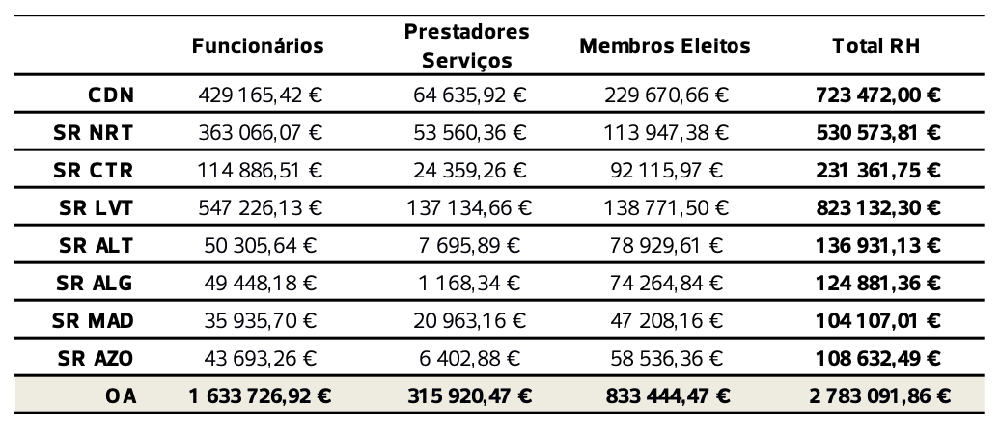 Funcionários Prestadores Serviços Membros Eleitos Total RH
CDN 429 165,42 € 64 635,92 € 229 670,66 € 723 472,00 €
SR NRT 363 066,07 € 53 560,36 € 113 947,38 € 530 573,81 €
SR CTR 114 886,51 € 24 359,26 € 92 115,97 € 231 361,75 €
SR LVT 547 226,13 € 137 134,66 € 138 771,50 € 823 132,30 €
SR ALT 50 305,64 € 7 695,89 € 78 929,61 € 136 931,13 €
SR ALG 49 448,18 € 1 168,34 € 74 264,84 € 124 881,36 €
SR MAD 35 935,70 € 20 963,16 € 47 208,16 € 104 107,01 €
SR AZO 43 693,26 € 6 402,88 € 58 536,36 € 108 632,49 €
OA 1 633 726,92 € 315 920,47 € 833 444,47 € 2 783 091,86 €